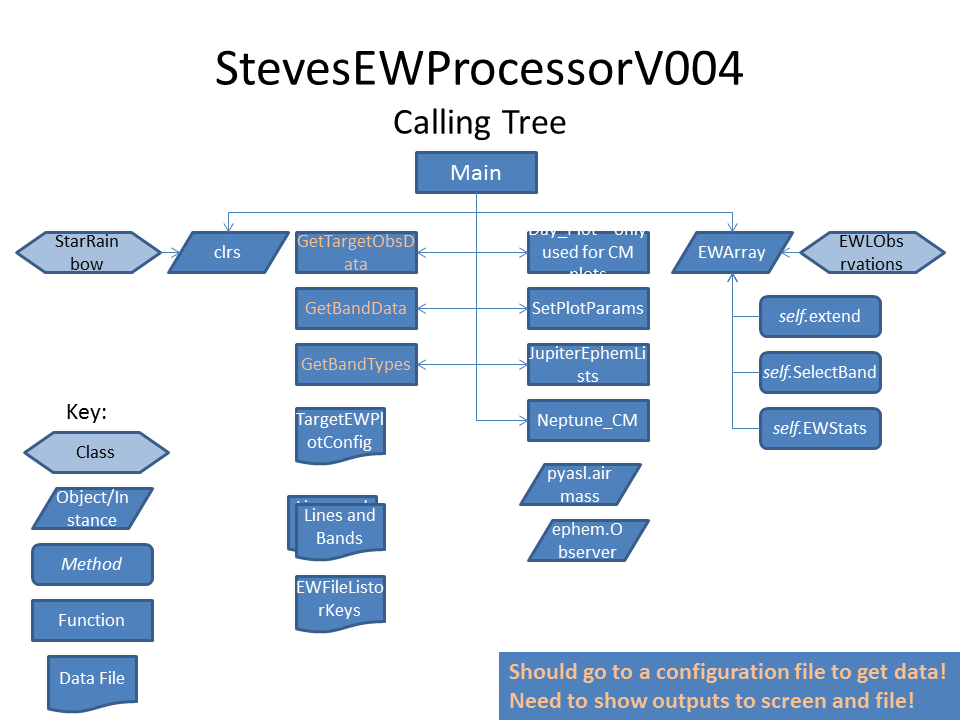 StevesEWProcessorV004
Calling Tree
Main
StarRain
bow
clrs
GetTargetObsD
ata
Day_Plot – only
used for CM
plots
EWArray
EWLObs
rvations
GetBandData
SetPlotParams
self.extend
GetBandTypes
JupiterEphemLi
sts
self.SelectBand
Key:
TargetEWPl
otConfig
Neptune_CM
self.EWStats
Class
pyasl.air
mass
Object/In
stance
Lines and
Bands
ephem.O
bserver
Method
EWFileListo
rKeys
Function
Data File
Should go to a configuration file to get data!
Need to show outputs to screen and file!